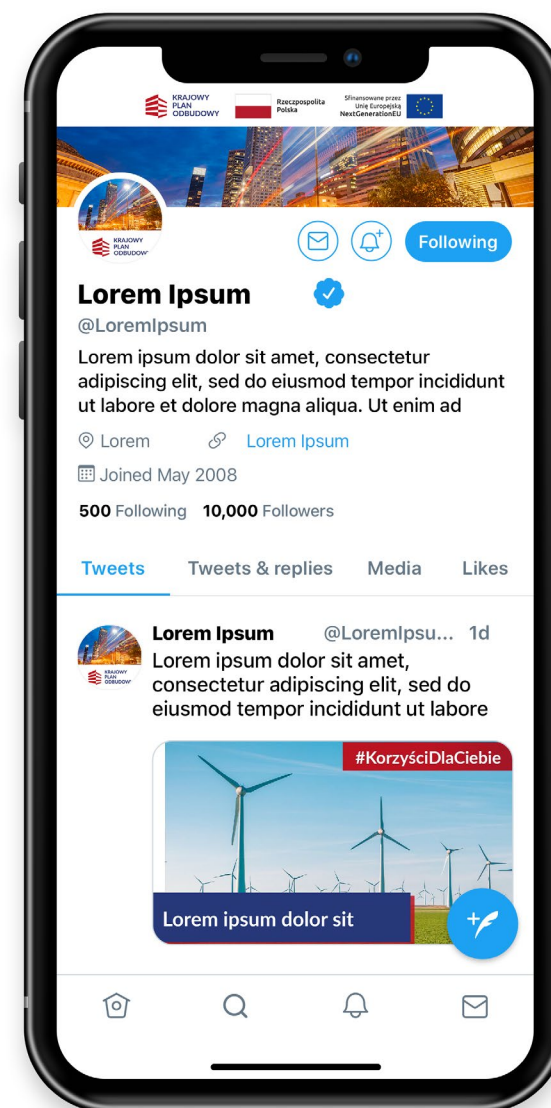 KRAJOWY
PLAN
ODBUDOWY
Rzeczpospolita
Polska
Sfinansowane przez
Unię Europejską
NextGenerationEU
KRAJOWY
PLAN
ODBUDOWY
Following
Lorem Ipsum
@LoremIpsum
Lorem ipsum dolor sit amet, consectetur
adipiscing elit, sed do eiusmod tempor incididunt
ut labore et dolore magna aliqua. Ut enim ad
Lorem Lorem Ipsum
Joined May 2008
500 Following 10,000 Followers
Tweets Tweets & replies Media Likes
Lorem Ipsum @LoremIpsu... 1d
Lorem ipsum dolor sit amet,
consectetur adipiscing elit, sed do
eiusmod tempor incididunt ut labore
KRAJOWY
PLAN
ODBUDOWY
#KorzyściDlaCiebie
Lorem ipsum dolor sit